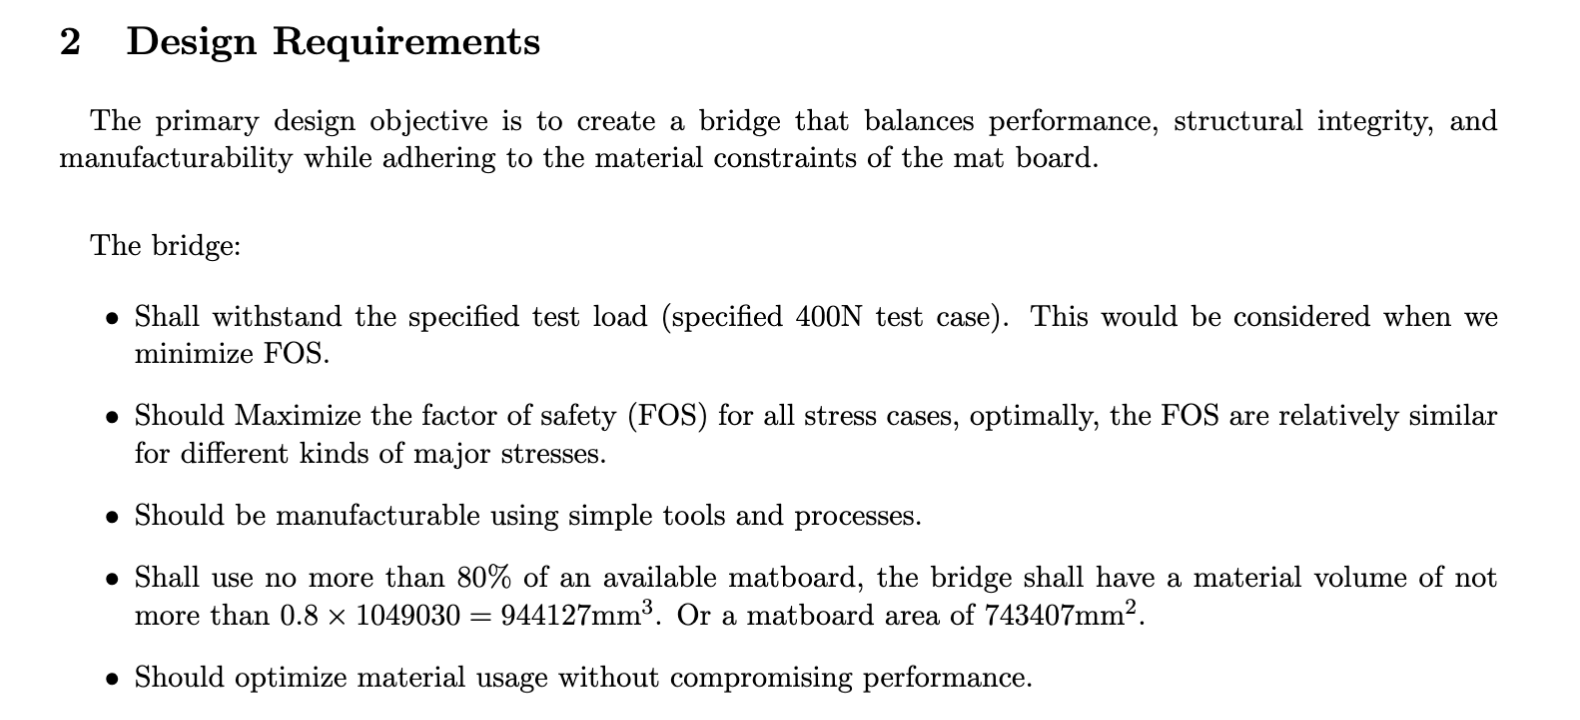 2 Design Requirements
The primary design objective is to create a bridge that balances performance, structural integrity, and
manufacturability while adhering to the material constraints of the mat board.
The bridge:
• Shall withstand the specified test load (specified 400N test case). This would be considered when we
minimize FOS.
• Should Maximize the factor of safety (FOS) for all stress cases, optimally, the FOS are relatively similar
for different kinds of major stresses.
• Should be manufacturable using simple tools and processes.
• Shall use no more than 80% of an available matboard, the bridge shall have a material volume of not
more than 0.8 × 1049030 = 944127mm³. Or a matboard area of 743407mm².
• Should optimize material usage without compromising performance.